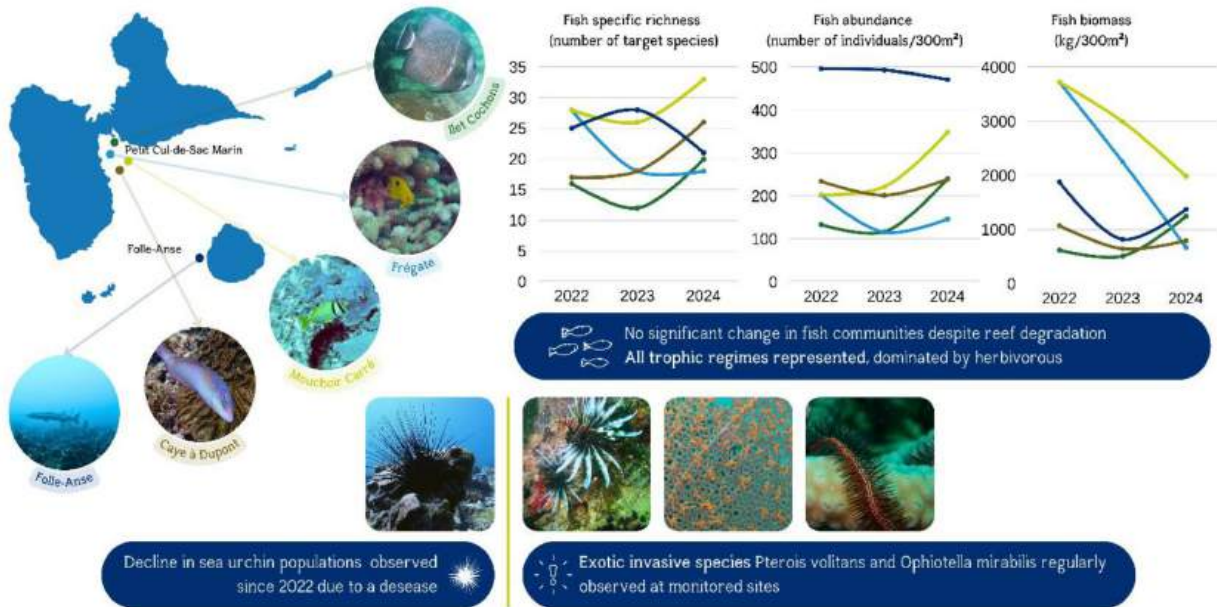 Fish specific richness
(number of target species)
Fish abundance
(number of individuals/300m²)
Fish biomass
(kg/300m²)
35
30
25
20
15
10
5
0
2022
2023
2024
500
400
300
200
100
0
2022
2023
2024
4000
3000
2000
1000
0
2022
2023
2024
Ilet Cochons
Petit Cul-de-Sac Marin
Frégate
Folle-Anse
Mouchoir Carré
Caye à Dupont
Folle-Anse
No significant change in fish communities despite reef degradation
All trophic regimes represented, dominated by herbivorous
Decline in sea urchin populations observed
since 2022 due to a desease
Exotic invasive species Pterois volitans and Ophiotella mirabilis regularly
observed at monitored sites